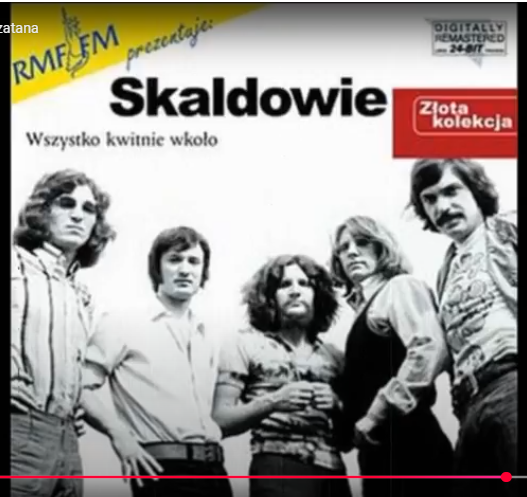 zatana
RMF FM
prezentuje:
DIGITALLY
REMASTERED
24-BIT
Skaldowie
Złota
kolekcja
Wszystko kwitnie wkoło